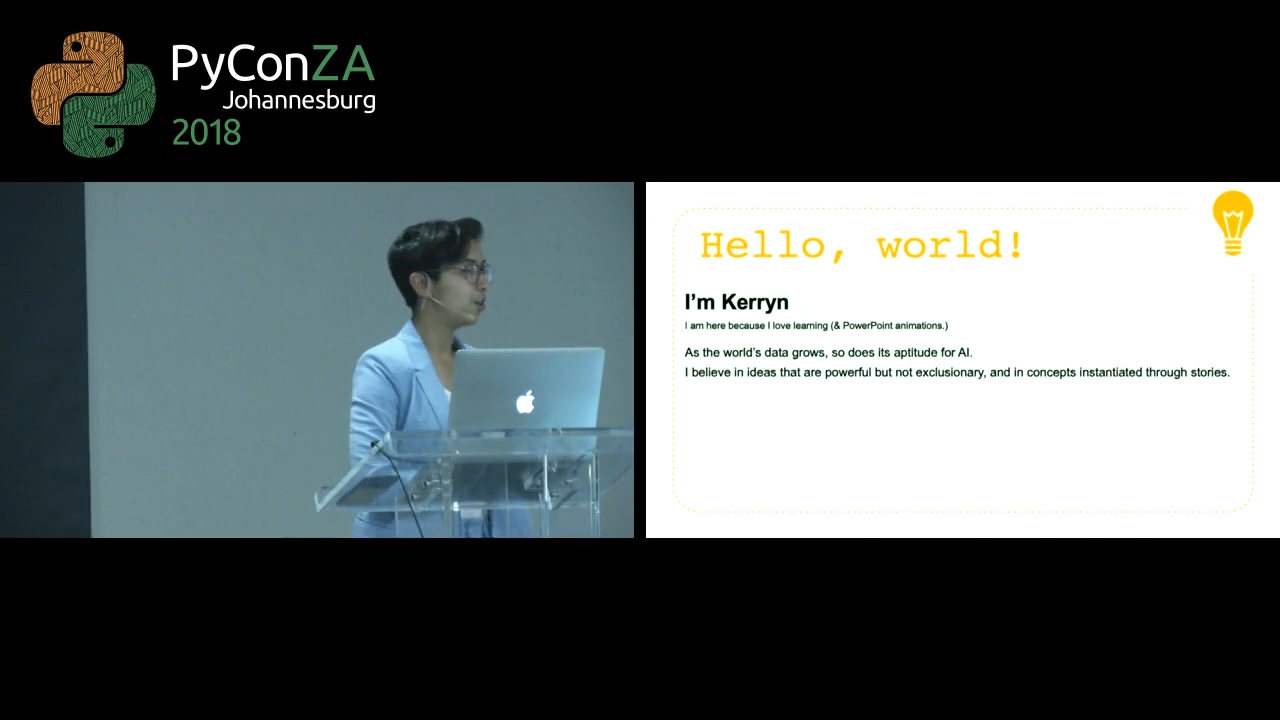 PyConZA
Johannesburg
2018
Hello, world!
I'm Kerryn
I am here because I love learning (& PowerPoint animations.)
As the world's data grows, so does its aptitude for AI.
I believe in ideas that are powerful but not exclusionary, and in concepts instantiated through stories.